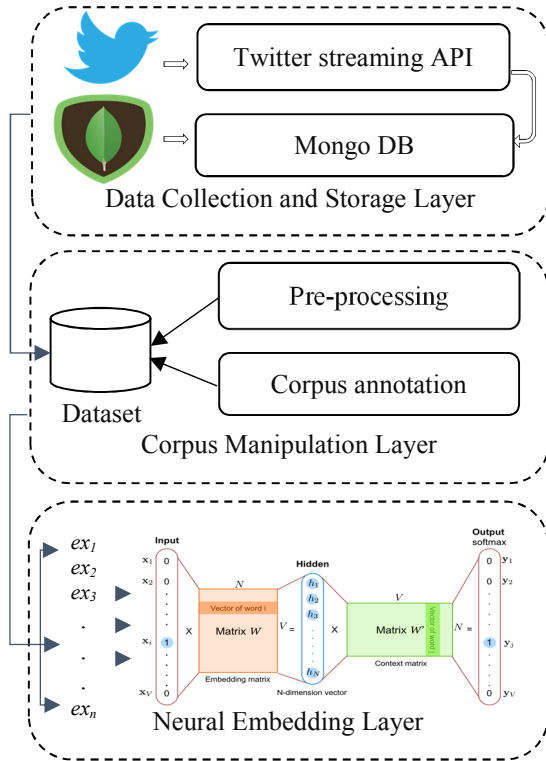 Twitter streaming API
Mongo DB
Data Collection and Storage Layer
Pre-processing
Corpus annotation
Dataset
Corpus Manipulation Layer
ex1
ex2
ex3
.
.
.
exn
Input
x1 0
x2 0
xi 1
xV 0
X
N
Vector of word i
Matrix W
Embedding matrix
V =
Hidden
h1
h2
h3
hN
N-dimension vector
X
V
Matrix W'
Vector of word j
Context matrix
N =
Output
softmax
0 y1
0 y2
1 yj
0 yV
Neural Embedding Layer